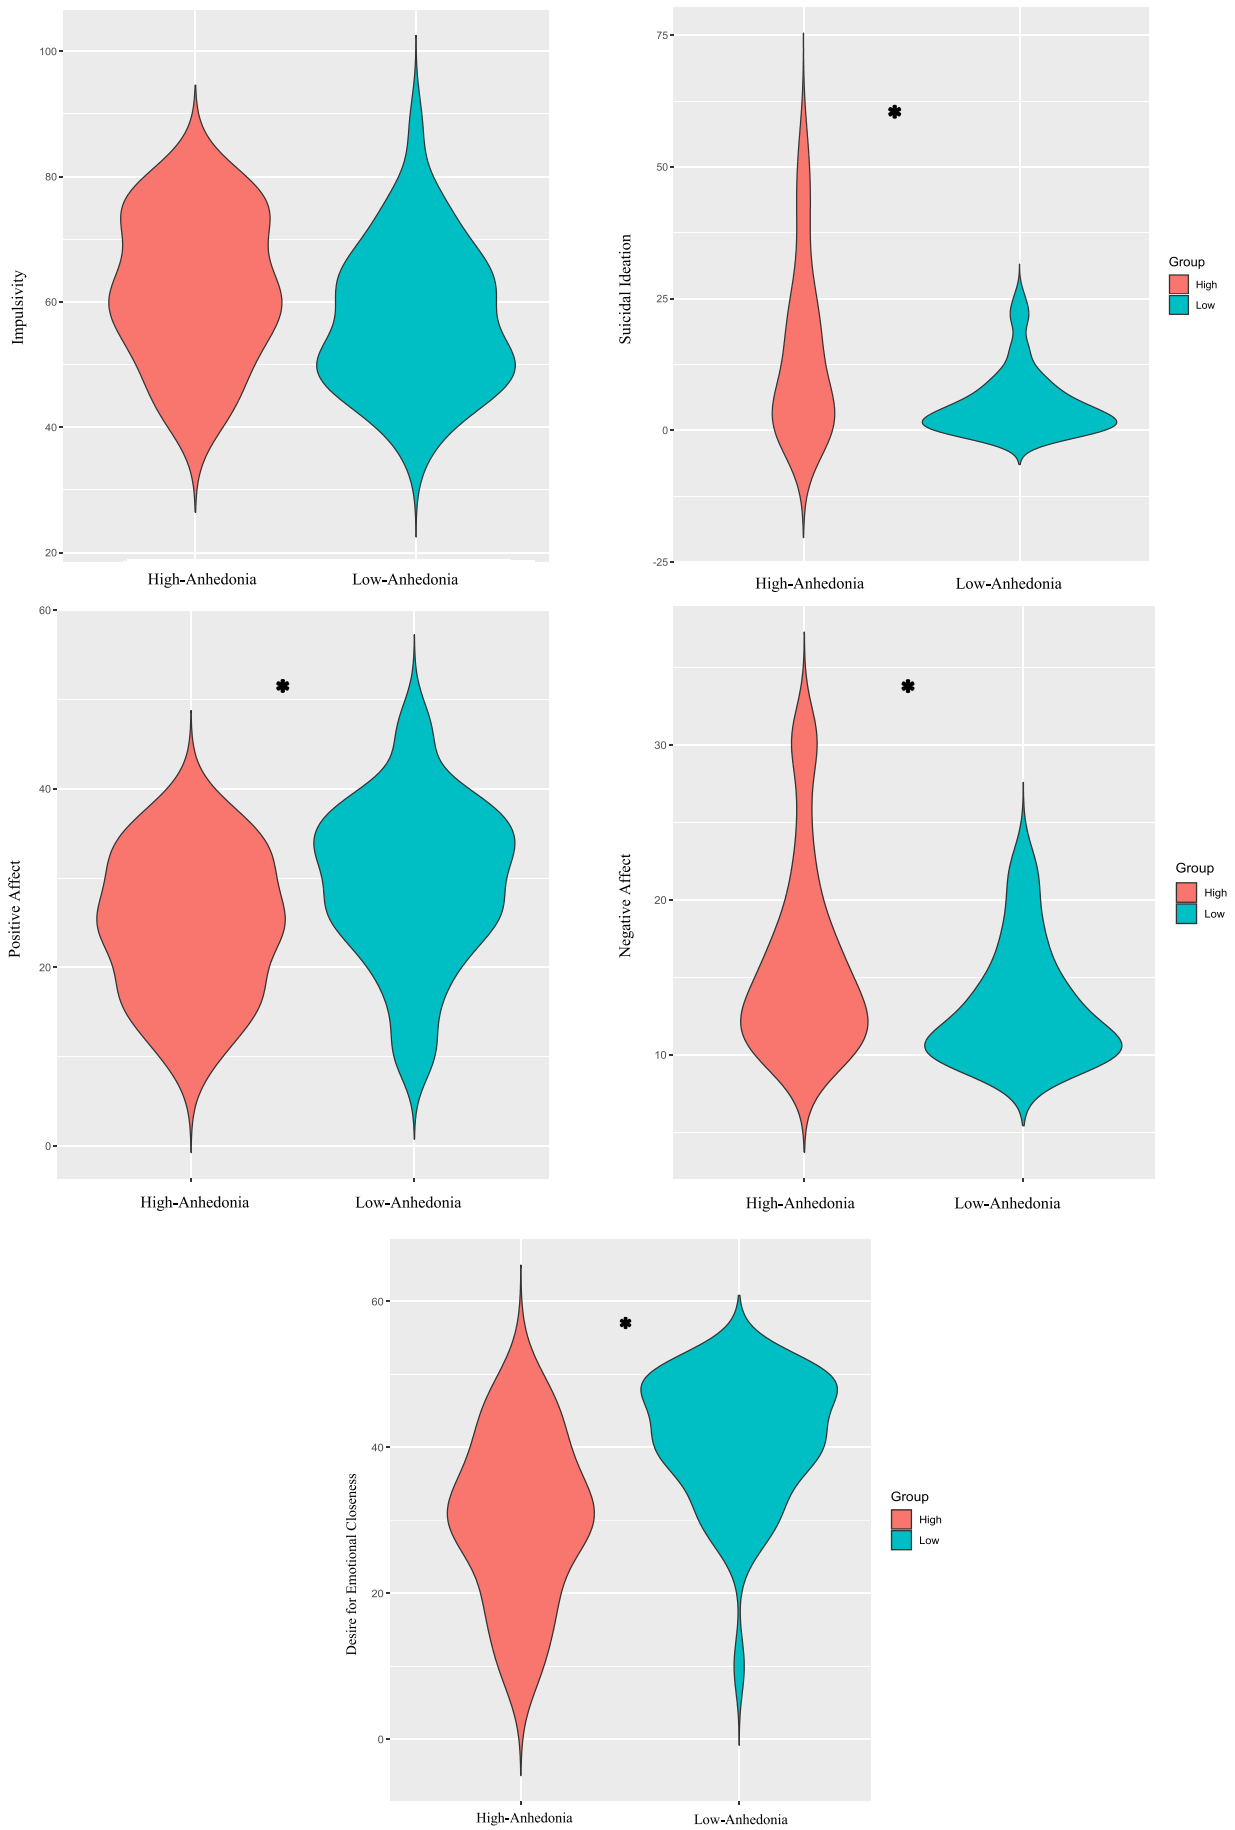 100
80
60
40
20
Impulsivity
High-Anhedonia
Low-Anhedonia
75
50
25
0
-25
Suicidal Ideation
High-Anhedonia
Low-Anhedonia
Group
High
Low
60
40
20
0
Positive Affect
High-Anhedonia
Low-Anhedonia
30
20
10
Negative Affect
High-Anhedonia
Low-Anhedonia
Group
High
Low
60
40
20
0
Desire for Emotional Closeness
High-Anhedonia
Low-Anhedonia
Group
High
Low